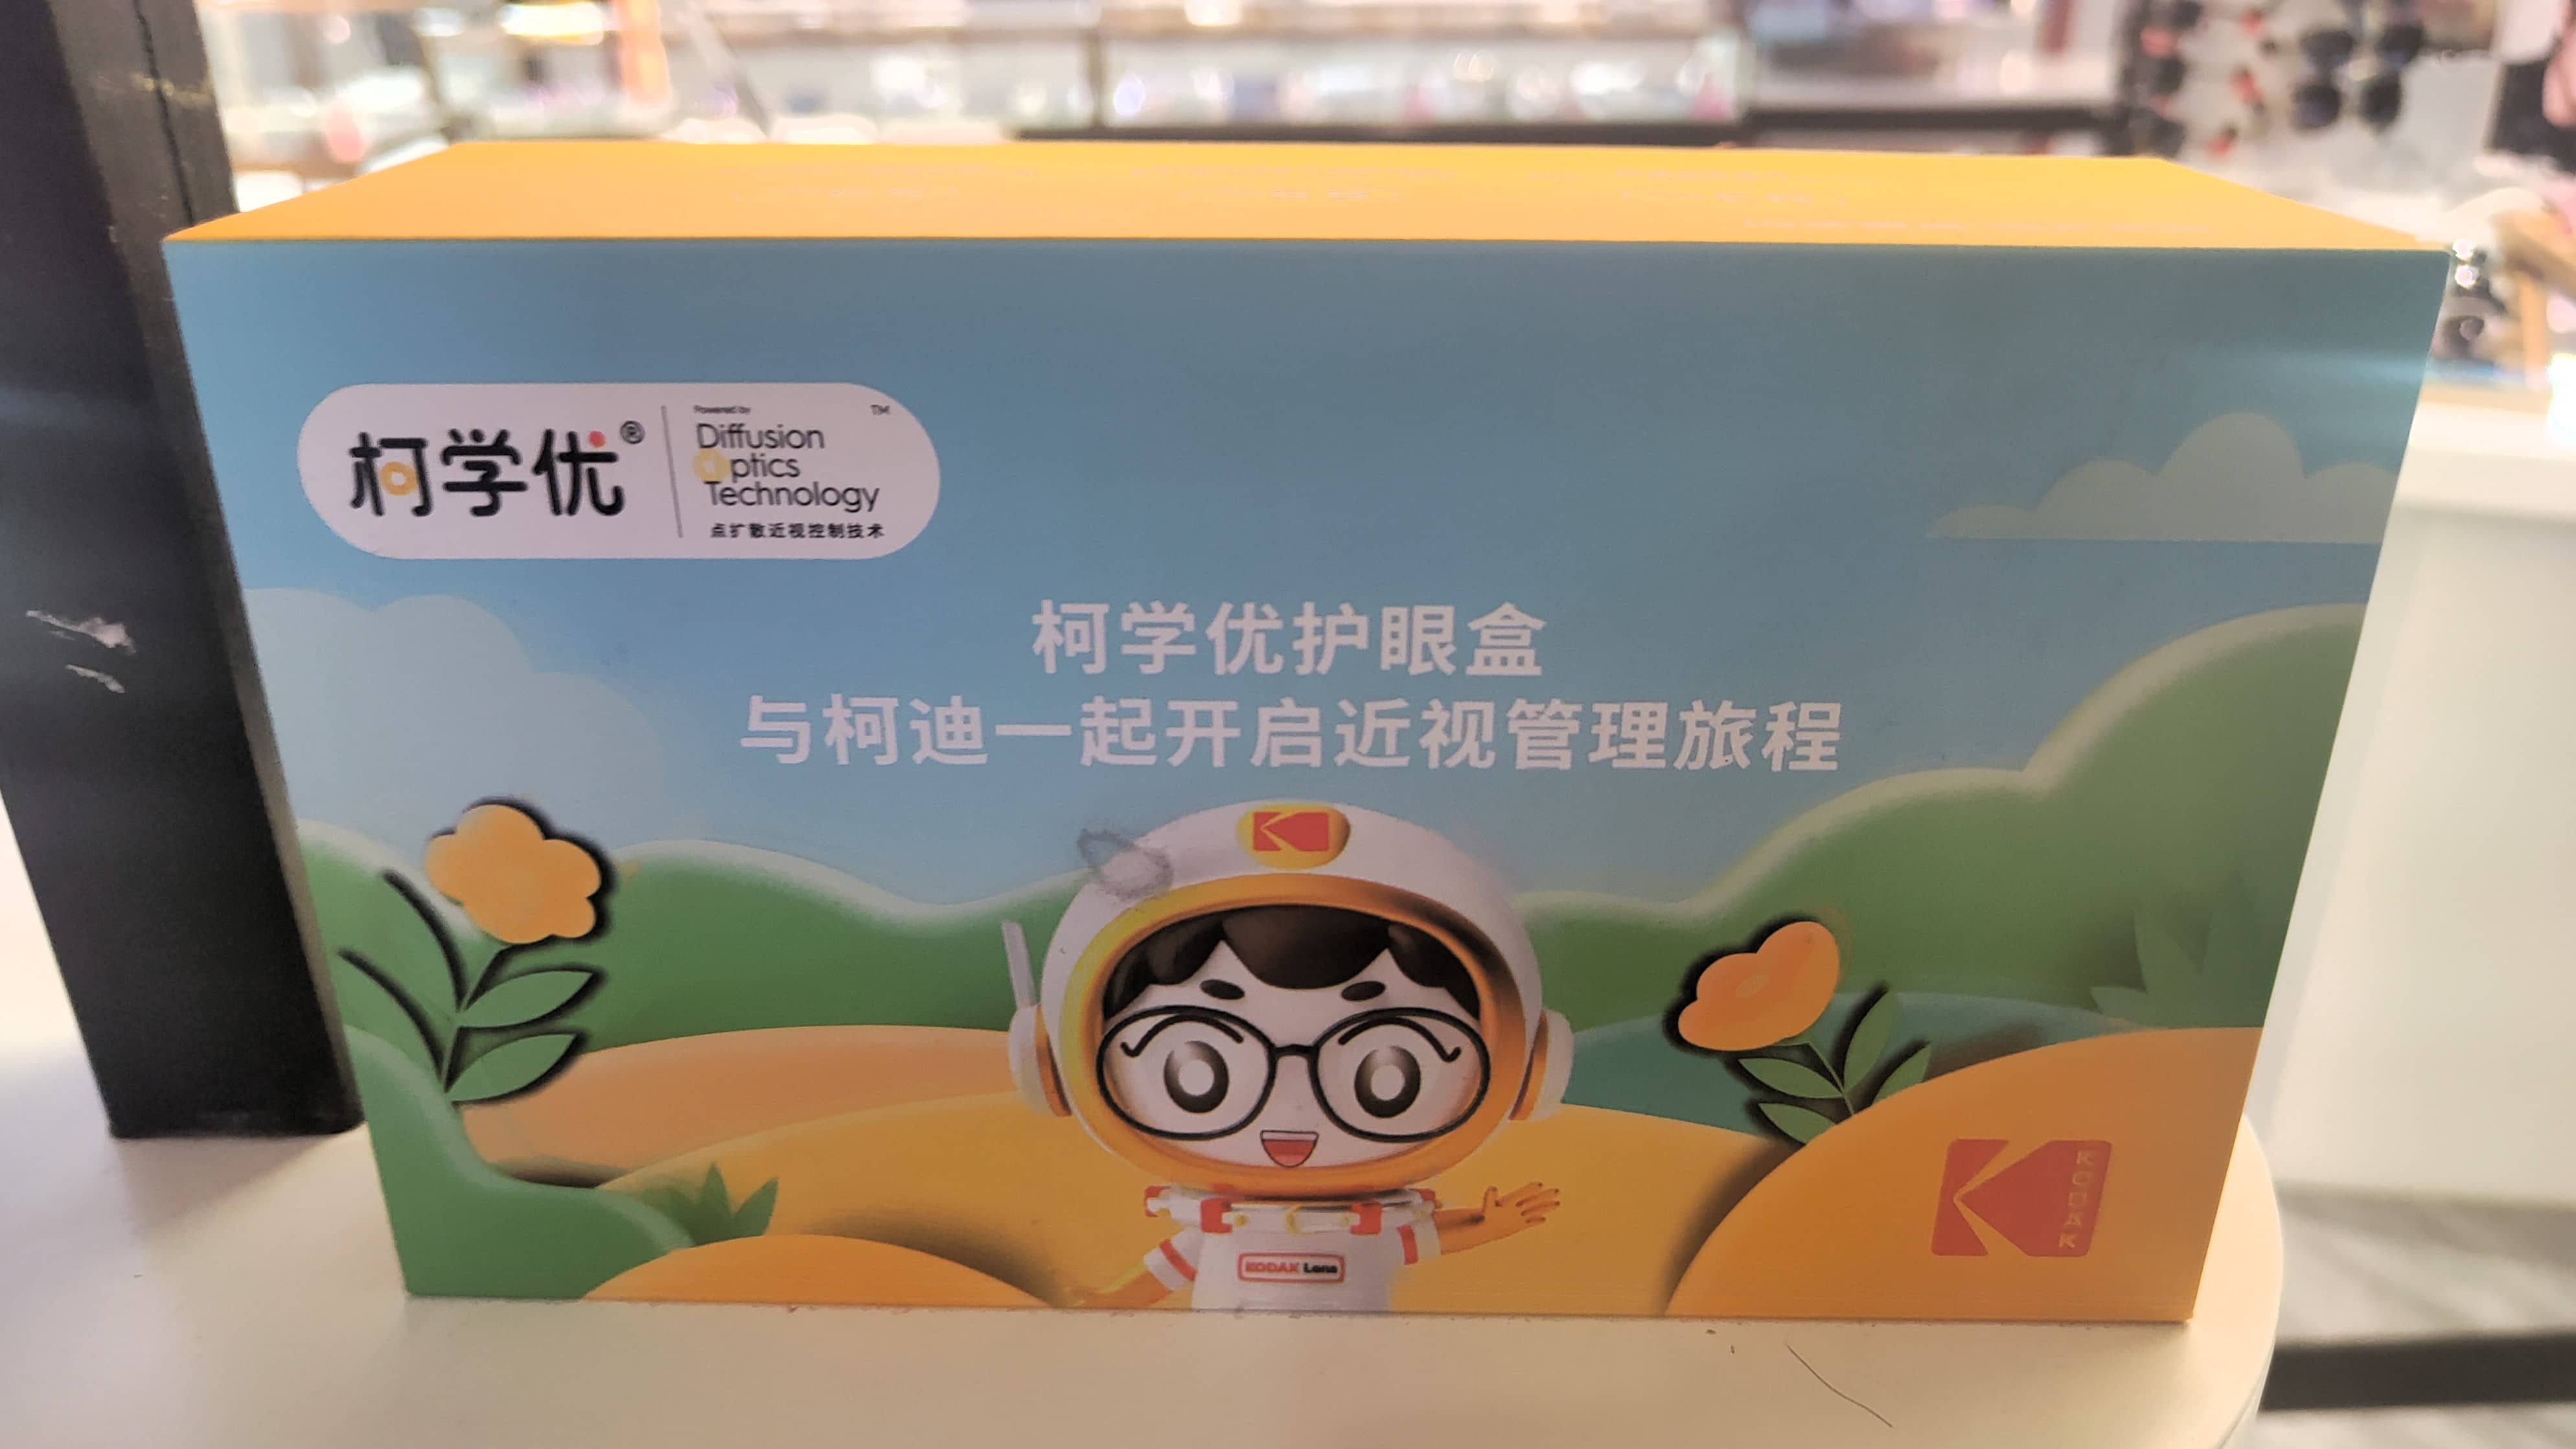 柯学优®
Powered by
Diffusion
Optics
Technology
TM
点扩散近视控制技术
柯学优护眼盒
与柯迪一起开启近视管理旅程
KODAK Lens
KODAK